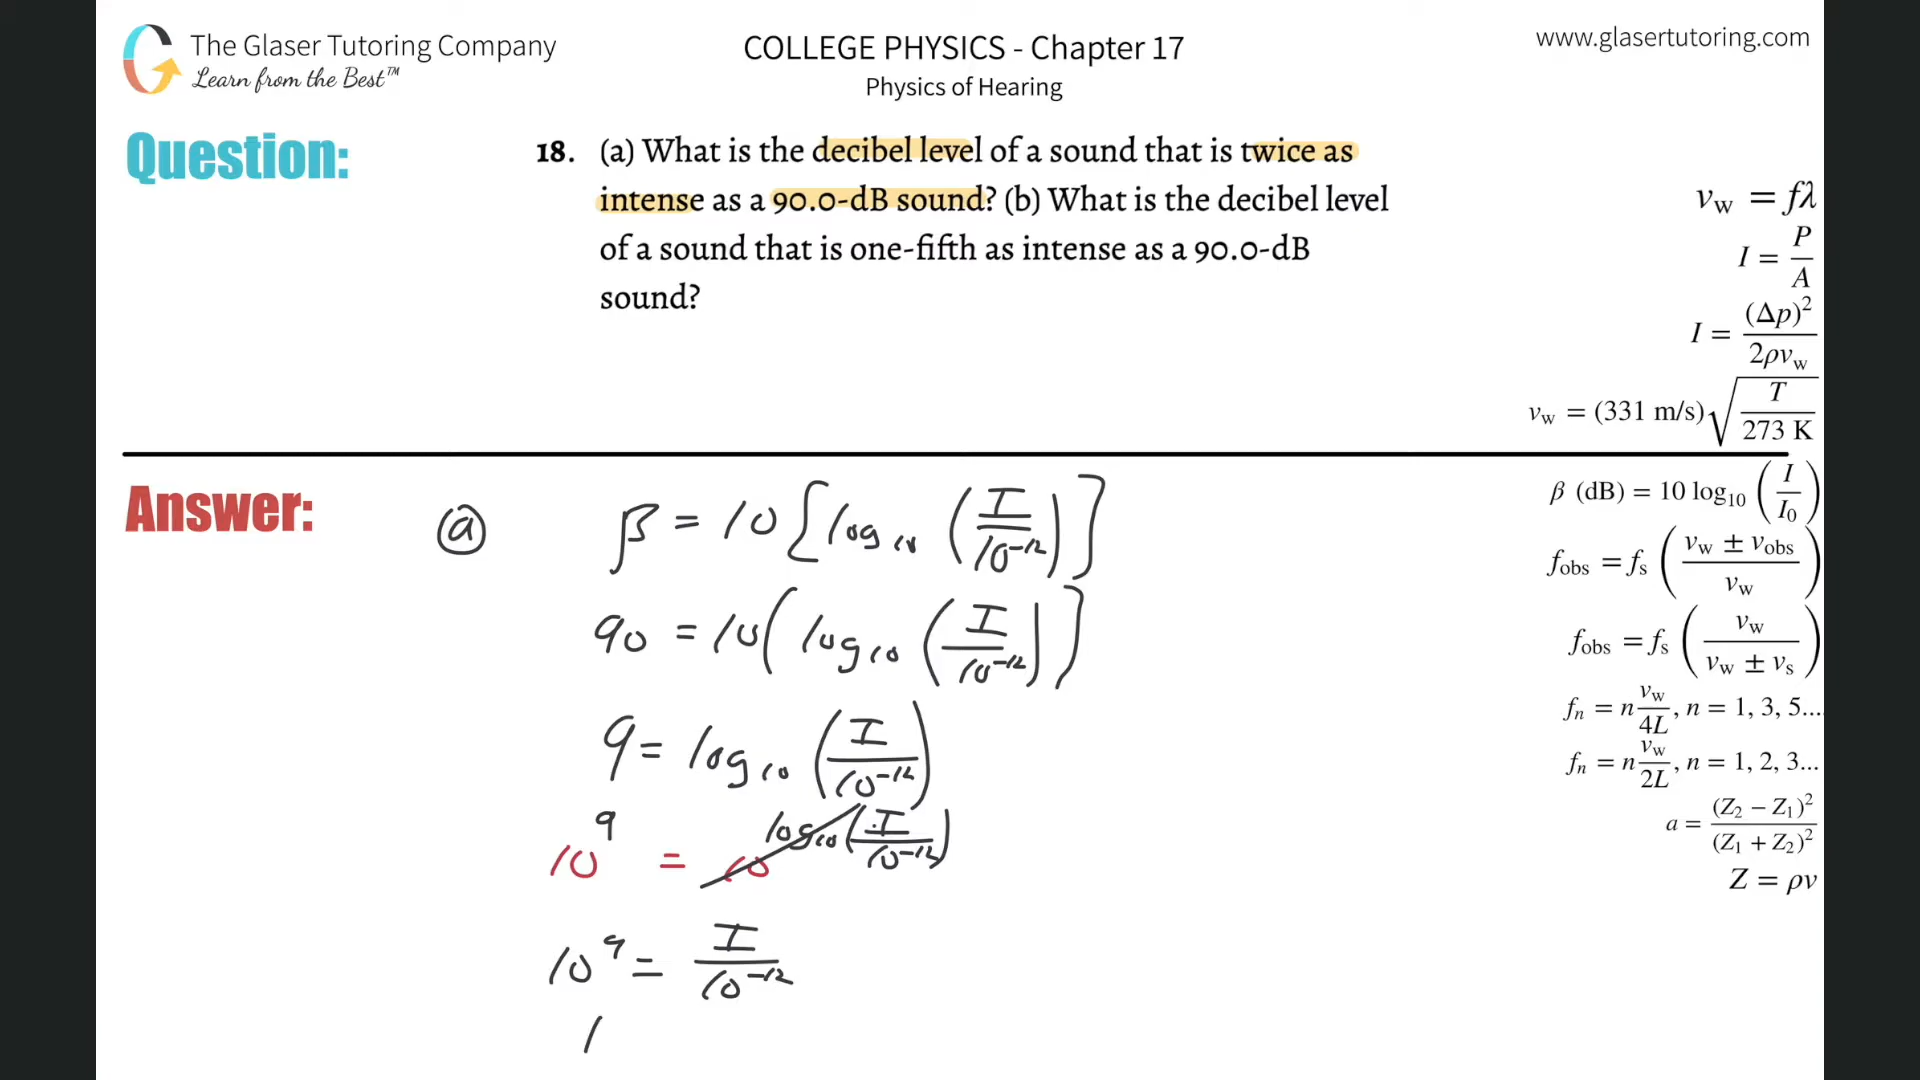 The Glaser Tutoring Company
Learn from the Best™
COLLEGE PHYSICS - Chapter 17
Physics of Hearing
www.glasertutoring.com
Question:
18. (a) What is the decibel level of a sound that is twice as
intense as a 90.0-dB sound? (b) What is the decibel level
of a sound that is one-fifth as intense as a 90.0-dB
sound?
v_w = fλ
I = P/A
I = (Δp)²/2ρv_w
v_w = (331 m/s)√(T/273 K)
Answer:
ⓐ β = 10 [log₁₀ (I/10⁻¹²)]
90 = 10( log₁₀ (I/10⁻¹²)]
9 = log₁₀ (I/10⁻¹²)
10⁹ = 10^log₁₀(I/10⁻¹²)
10⁹ = I/10⁻¹²
1
β (dB) = 10 log₁₀ (I/I₀)
f_obs = f_s ((v_w ± v_obs)/v_w)
f_obs = f_s (v_w/(v_w ± v_s))
f_n = n v_w/4L, n = 1, 3, 5...
f_n = n v_w/2L, n = 1, 2, 3...
a = (Z₂ − Z₁)²/(Z₁ + Z₂)²
Z = ρv